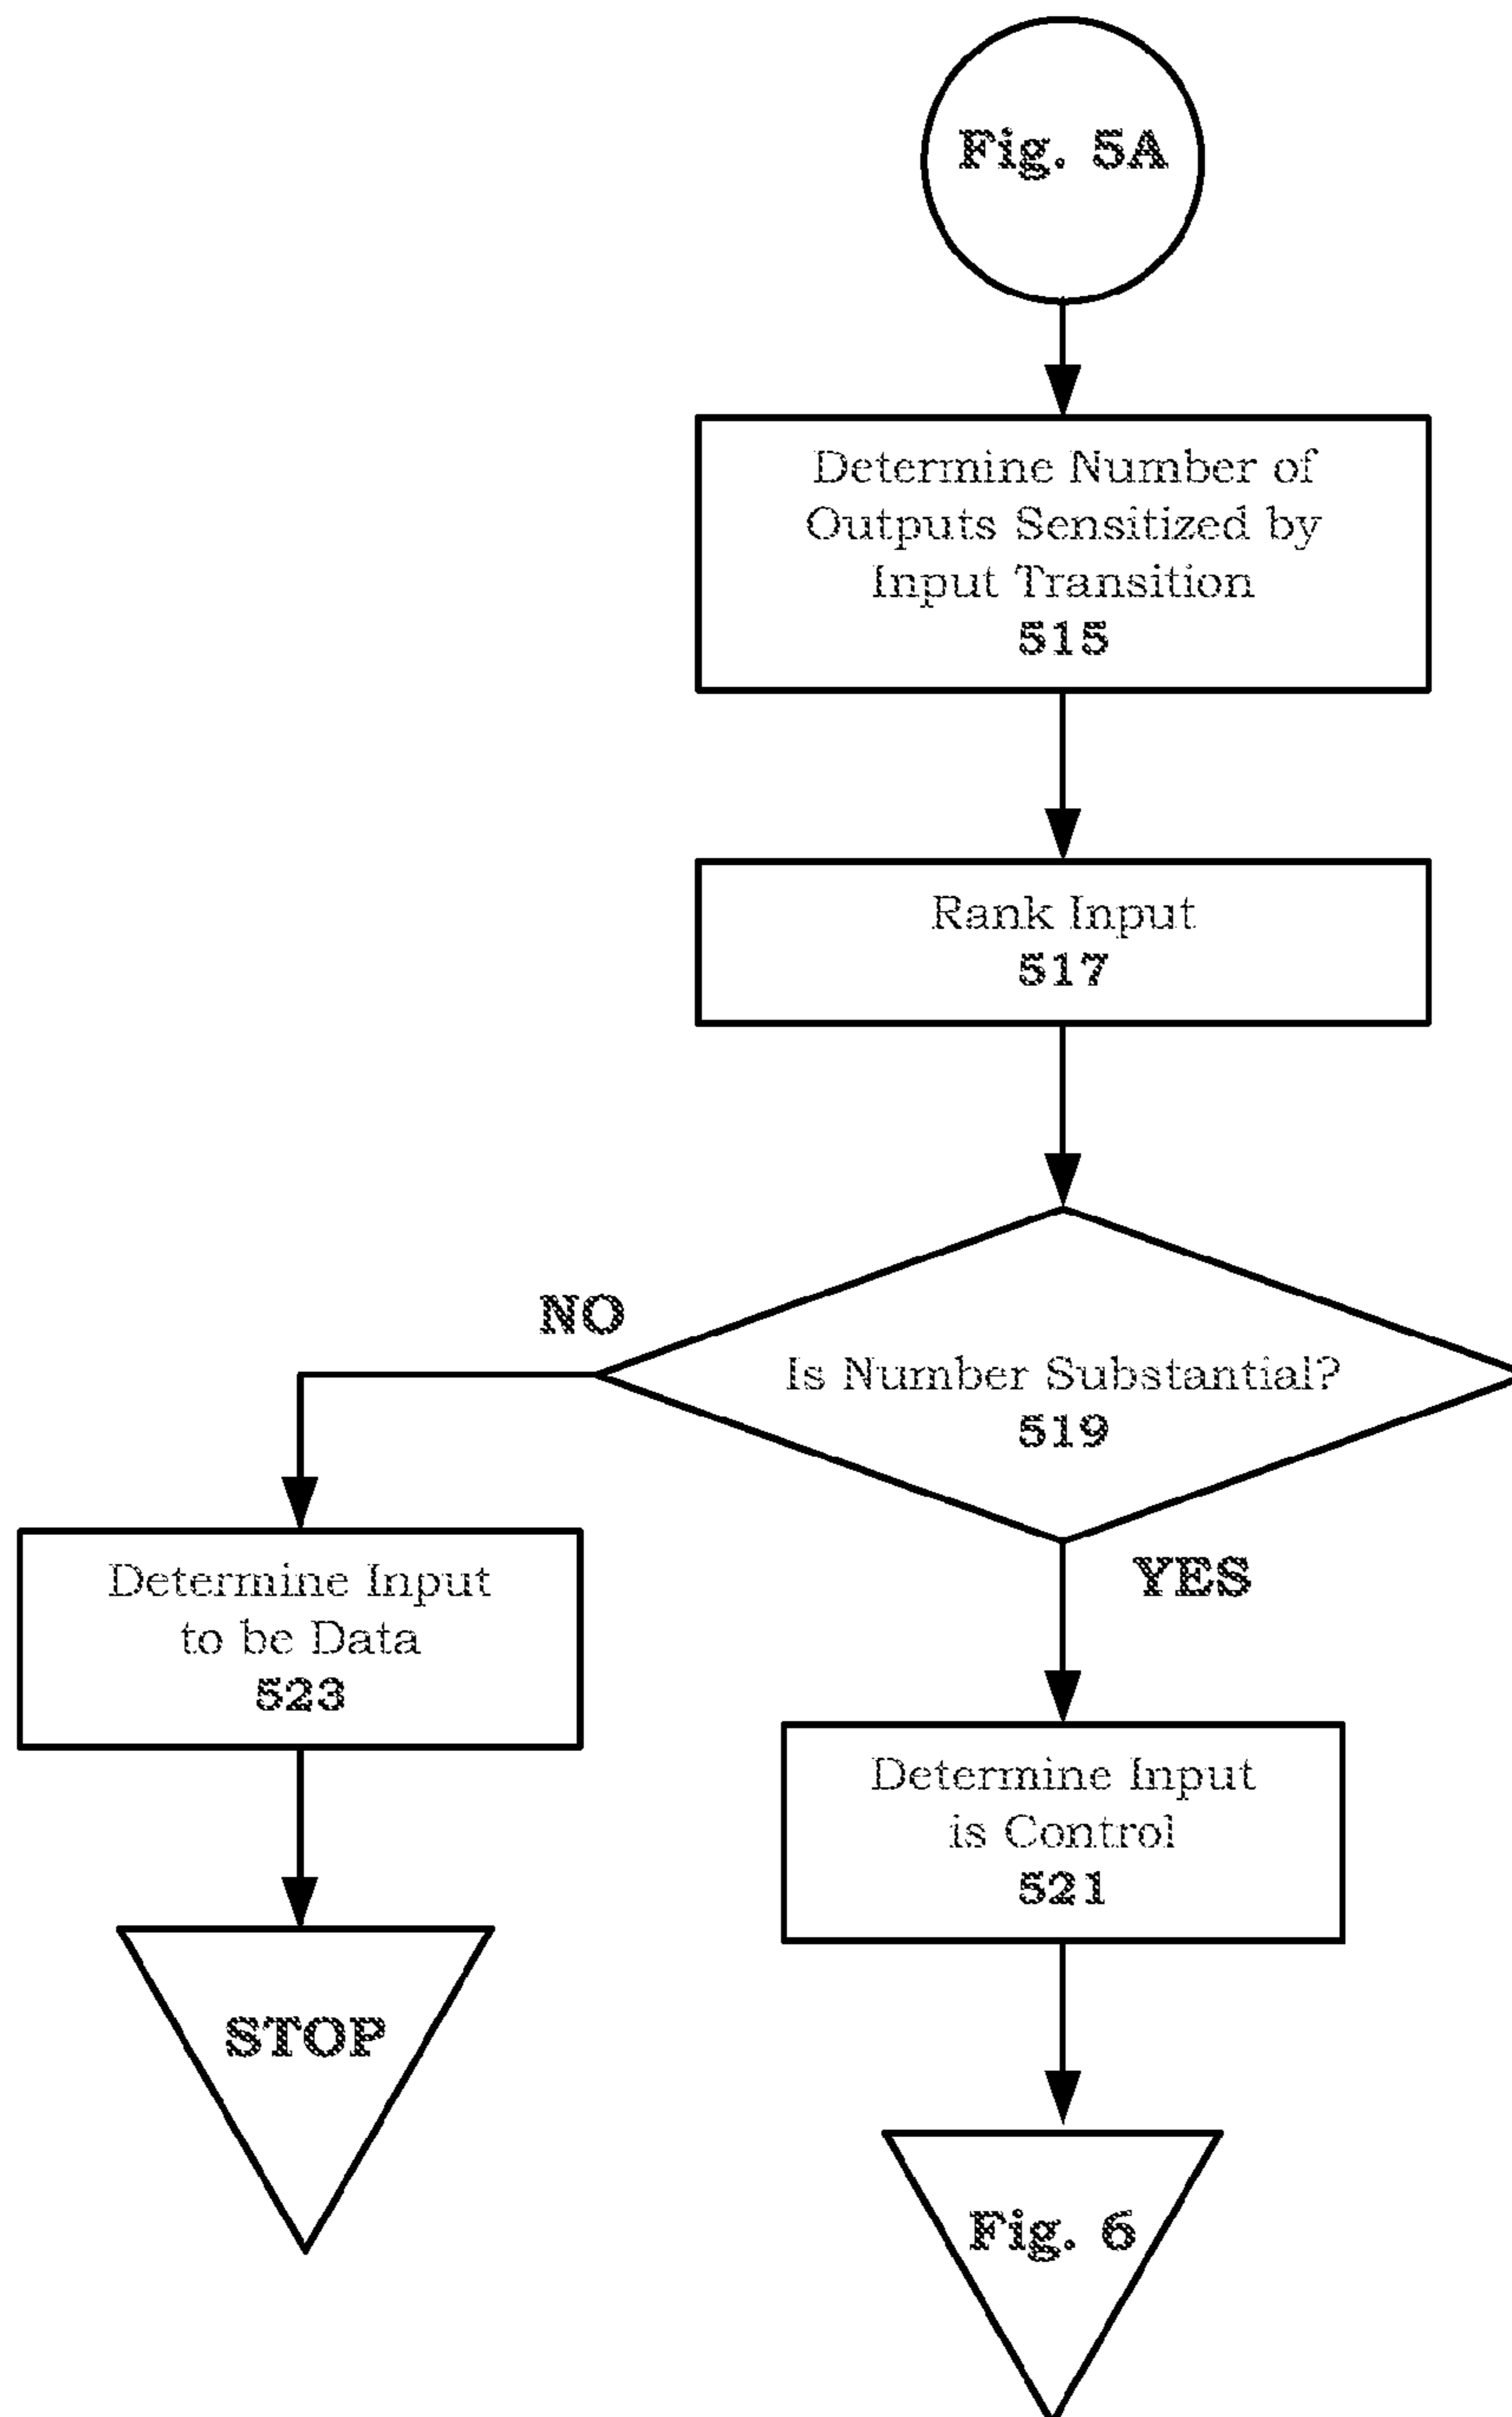 Fig. 5A
Determine Number of
Outputs Sensitized by
Input Transition
515
Rank Input
517
NO
Is Number Substantial?
519
YES
Determine Input
to be Data
523
Determine Input
is Control
521
STOP
Fig. 6